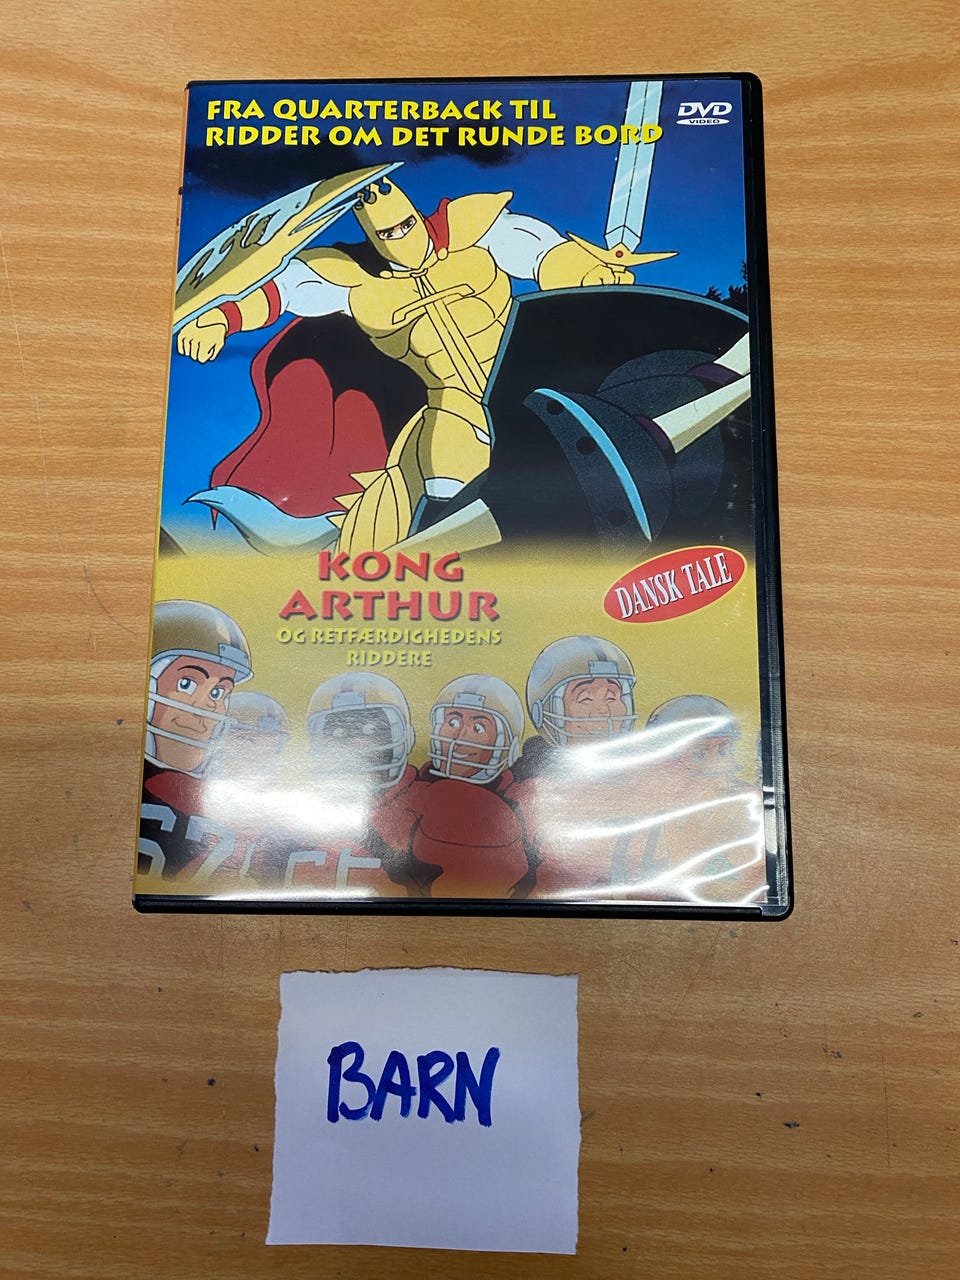 FRA QUARTERBACK TIL
RIDDER OM DET RUNDE BORD
DVD
VIDEO
KONG
ARTHUR
OG RETFÆRDIGHEDENS
RIDDERE
DANSK TALE
BARN